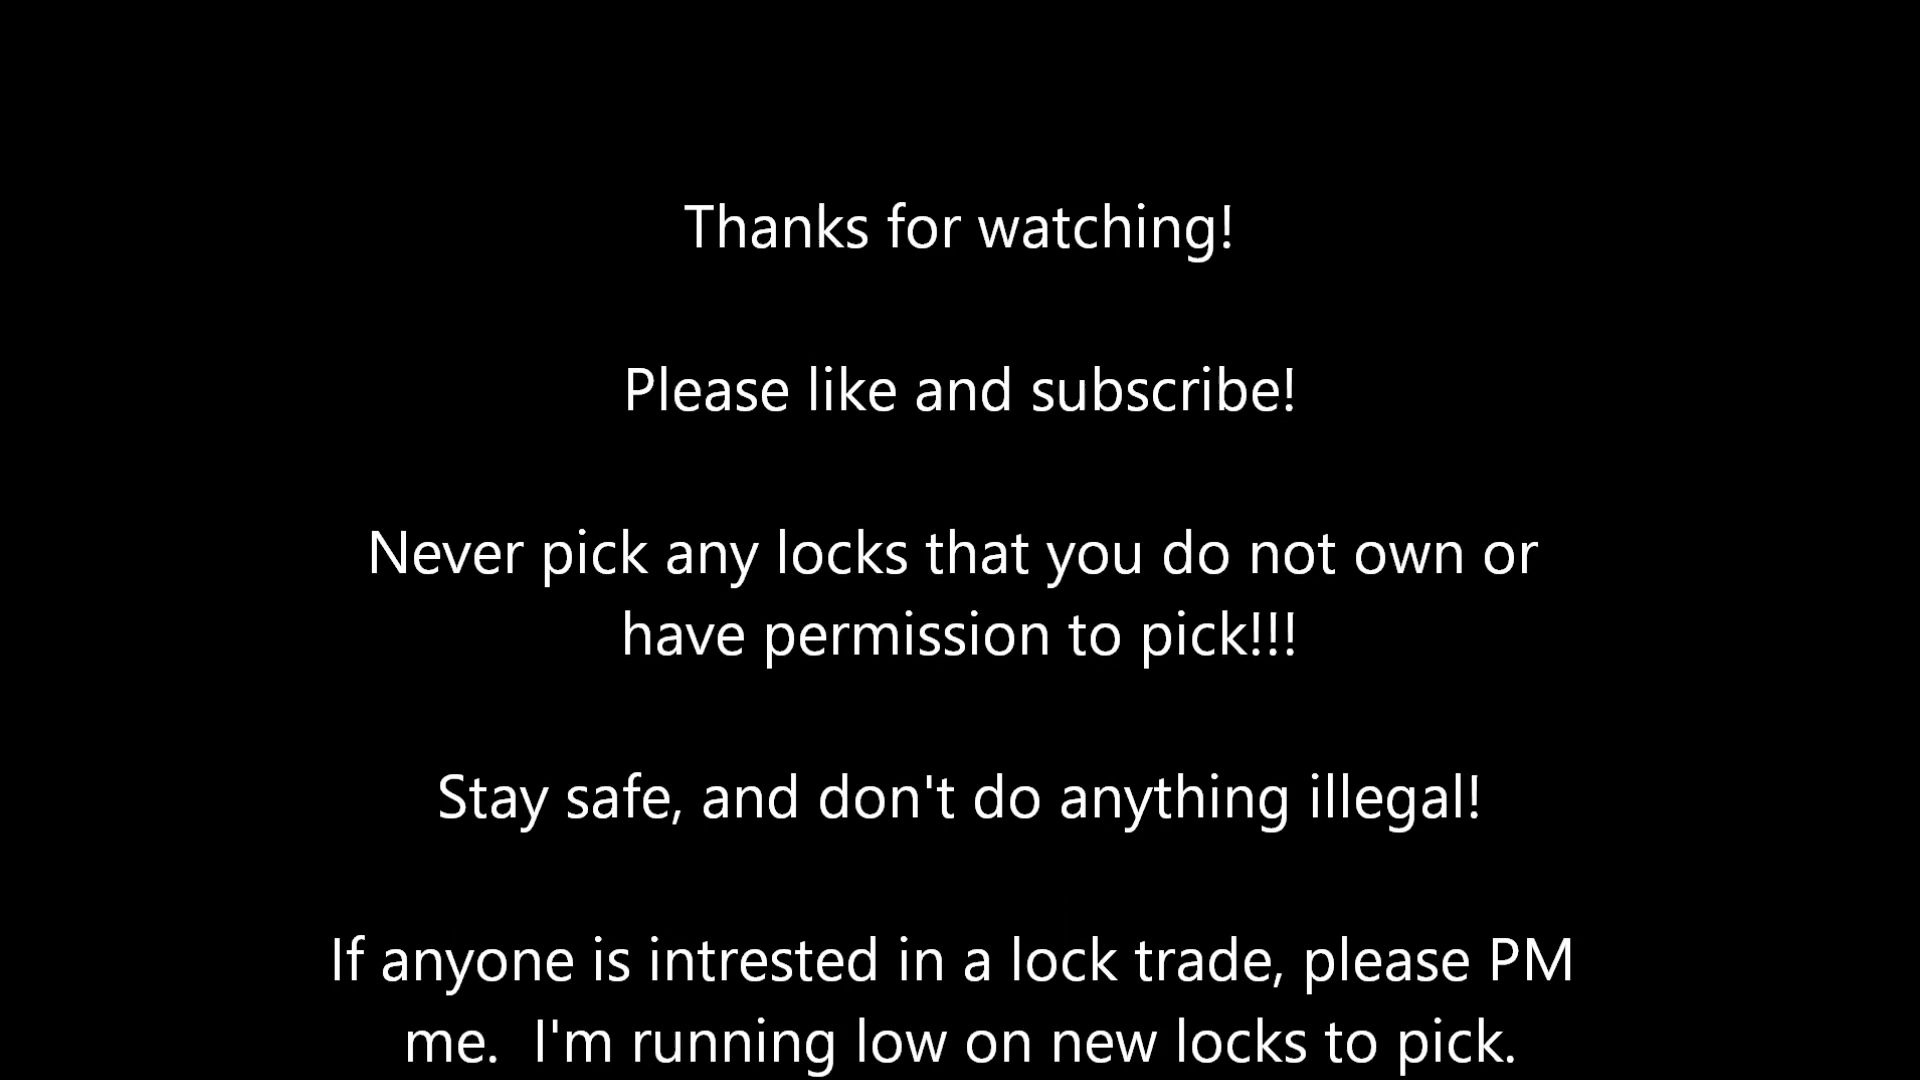 Thanks for watching!
Please like and subscribe!
Never pick any locks that you do not own or
have permission to pick!!!
Stay safe, and don't do anything illegal!
If anyone is intrested in a lock trade, please PM
me.  I'm running low on new locks to pick.